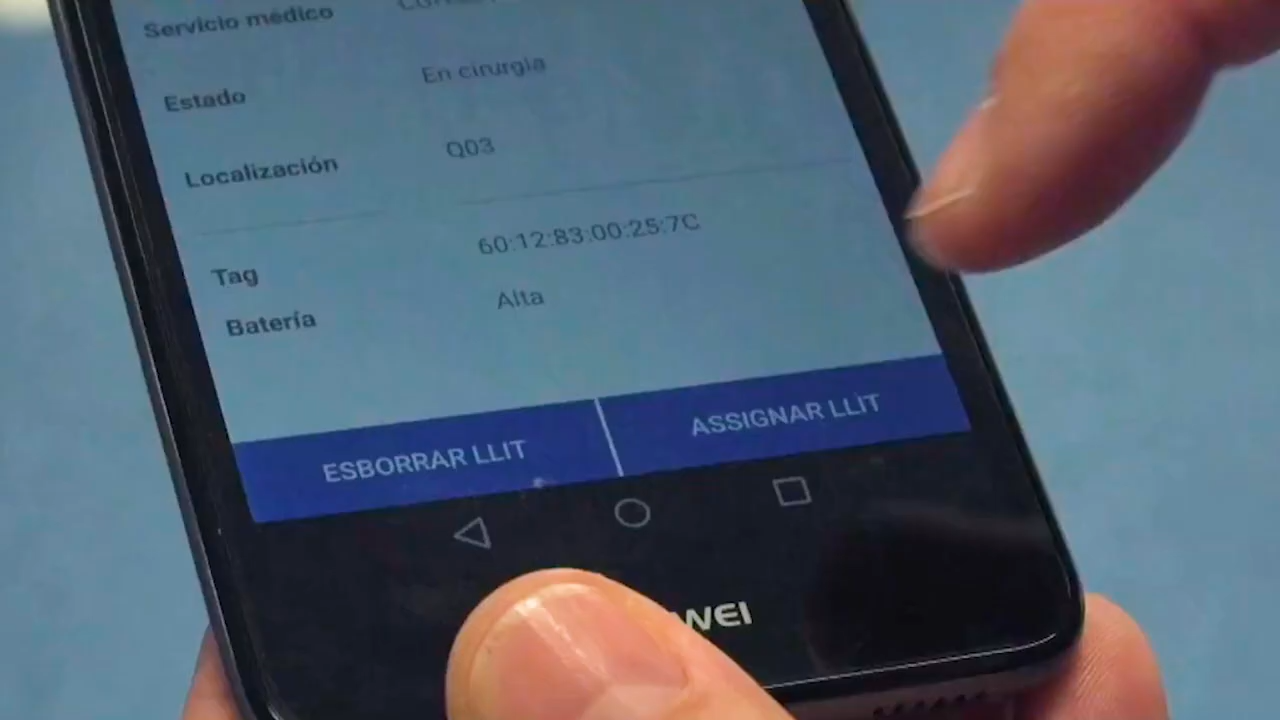 Servicio médico
Estado En cirurgia
Localización Q03
Tag 60:12:83:00:25:7C
Batería Alta
ESBORRAR LLIT ASSIGNAR LLIT